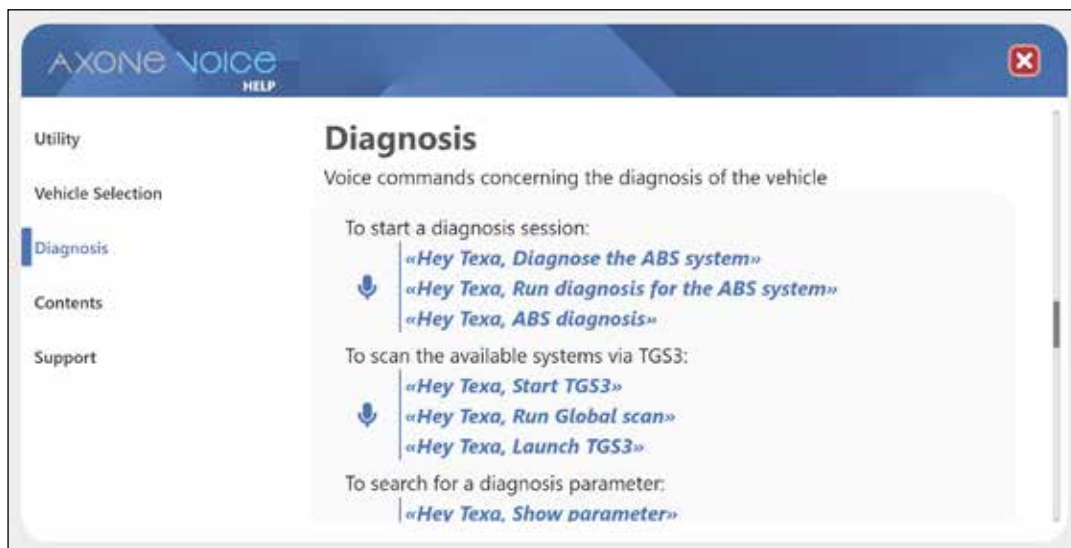 AXONE VOICE
HELP
Utility
Vehicle Selection
Diagnosis
Contents
Support
Diagnosis
Voice commands concerning the diagnosis of the vehicle
To start a diagnosis session:
«Hey Texa, Diagnose the ABS system»
«Hey Texa, Run diagnosis for the ABS system»
«Hey Texa, ABS diagnosis»
To scan the available systems via TGS3:
«Hey Texa, Start TGS3»
«Hey Texa, Run Global scan»
«Hey Texa, Launch TGS3»
To search for a diagnosis parameter:
«Hey Texa, Show parameter»